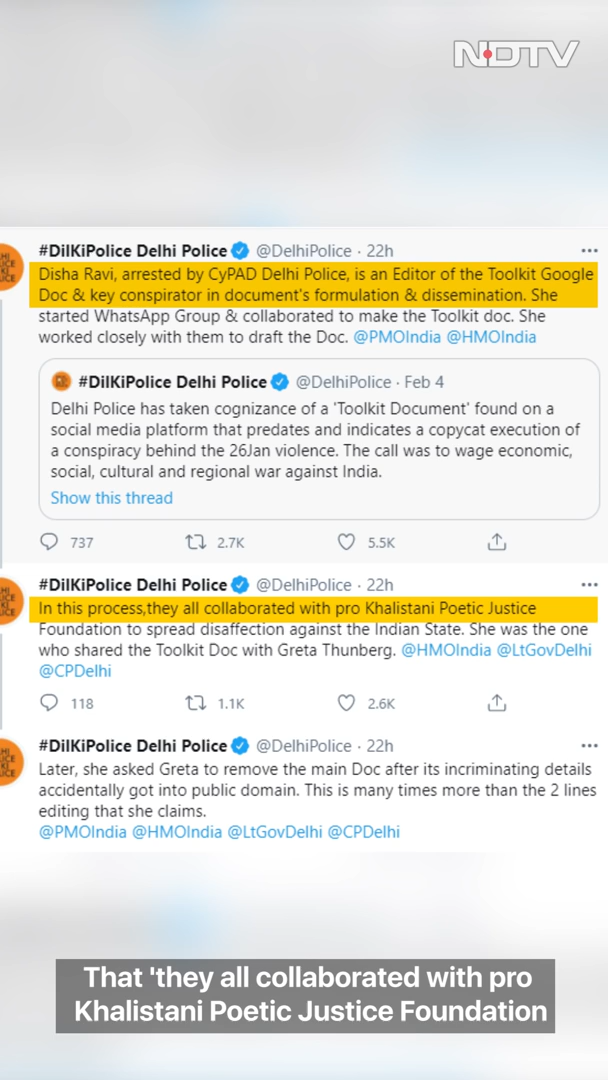 NDTV
#DilKiPolice Delhi Police @DelhiPolice · 22h
Disha Ravi, arrested by CyPAD Delhi Police, is an Editor of the Toolkit Google
Doc & key conspirator in document's formulation & dissemination. She
started WhatsApp Group & collaborated to make the Toolkit doc. She
worked closely with them to draft the Doc. @PMOIndia @HMOIndia
#DilKiPolice Delhi Police @DelhiPolice · Feb 4
Delhi Police has taken cognizance of a 'Toolkit Document' found on a
social media platform that predates and indicates a copycat execution of
a conspiracy behind the 26Jan violence. The call was to wage economic,
social, cultural and regional war against India.
Show this thread
737 2.7K 5.5K
#DilKiPolice Delhi Police @DelhiPolice · 22h
In this process,they all collaborated with pro Khalistani Poetic Justice
Foundation to spread disaffection against the Indian State. She was the one
who shared the Toolkit Doc with Greta Thunberg. @HMOIndia @LtGovDelhi
@CPDelhi
118 1.1K 2.6K
#DilKiPolice Delhi Police @DelhiPolice · 22h
Later, she asked Greta to remove the main Doc after its incriminating details
accidentally got into public domain. This is many times more than the 2 lines
editing that she claims.
@PMOIndia @HMOIndia @LtGovDelhi @CPDelhi
That 'they all collaborated with pro
Khalistani Poetic Justice Foundation